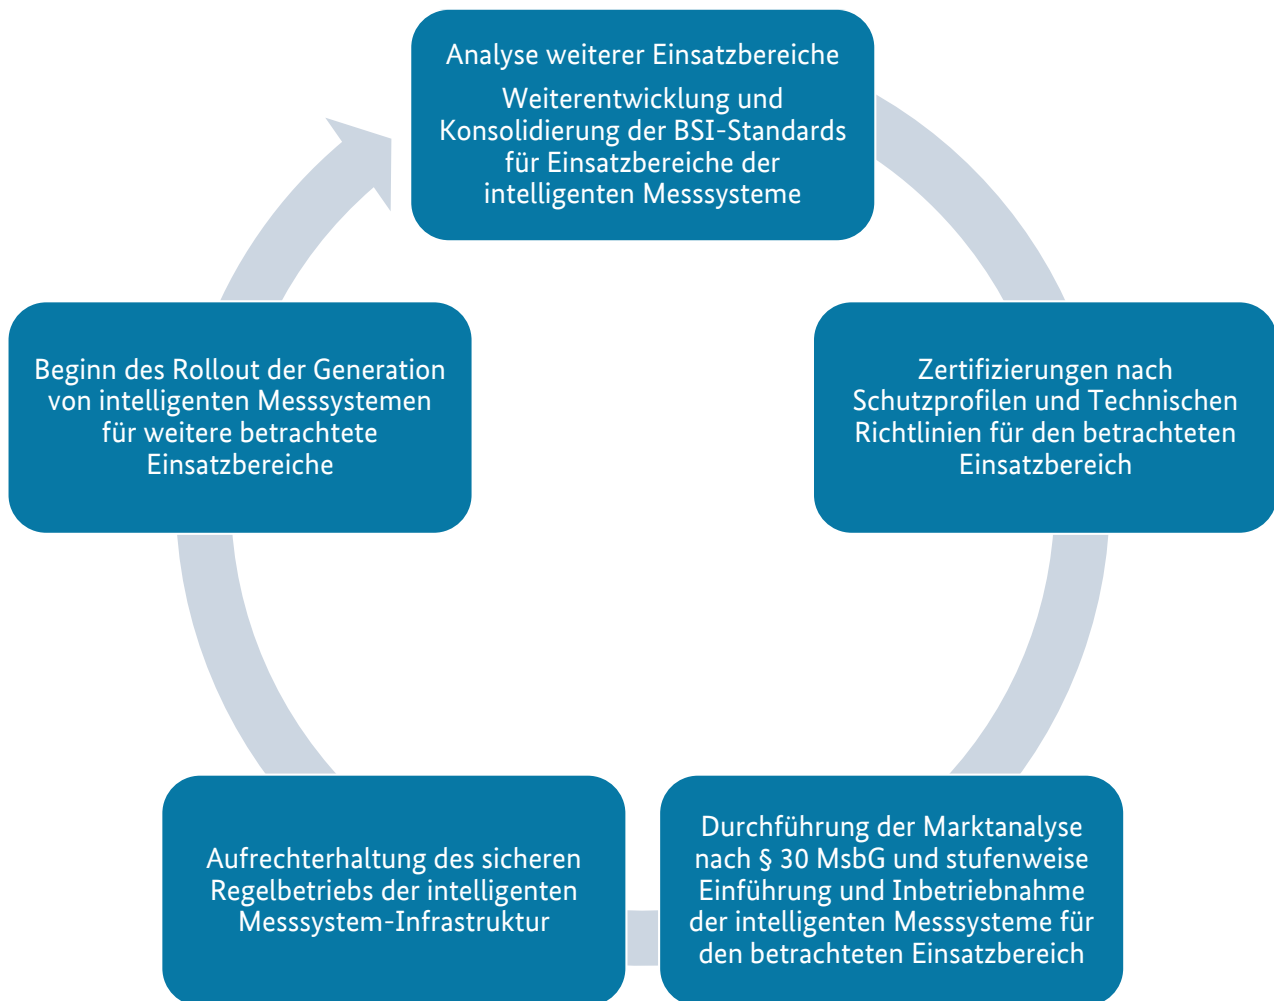 Analyse weiterer Einsatzbereiche
Weiterentwicklung und
Konsolidierung der BSI-Standards
für Einsatzbereiche der
intelligenten Messsysteme
Zertifizierungen nach
Schutzprofilen und Technischen
Richtlinien für den betrachteten
Einsatzbereich
Durchführung der Marktanalyse
nach § 30 MsbG und stufenweise
Einführung und Inbetriebnahme
der intelligenten Messsysteme für
den betrachteten Einsatzbereich
Aufrechterhaltung des sicheren
Regelbetriebs der intelligenten
Messsystem-Infrastruktur
Beginn des Rollout der Generation
von intelligenten Messsystemen
für weitere betrachtete
Einsatzbereiche